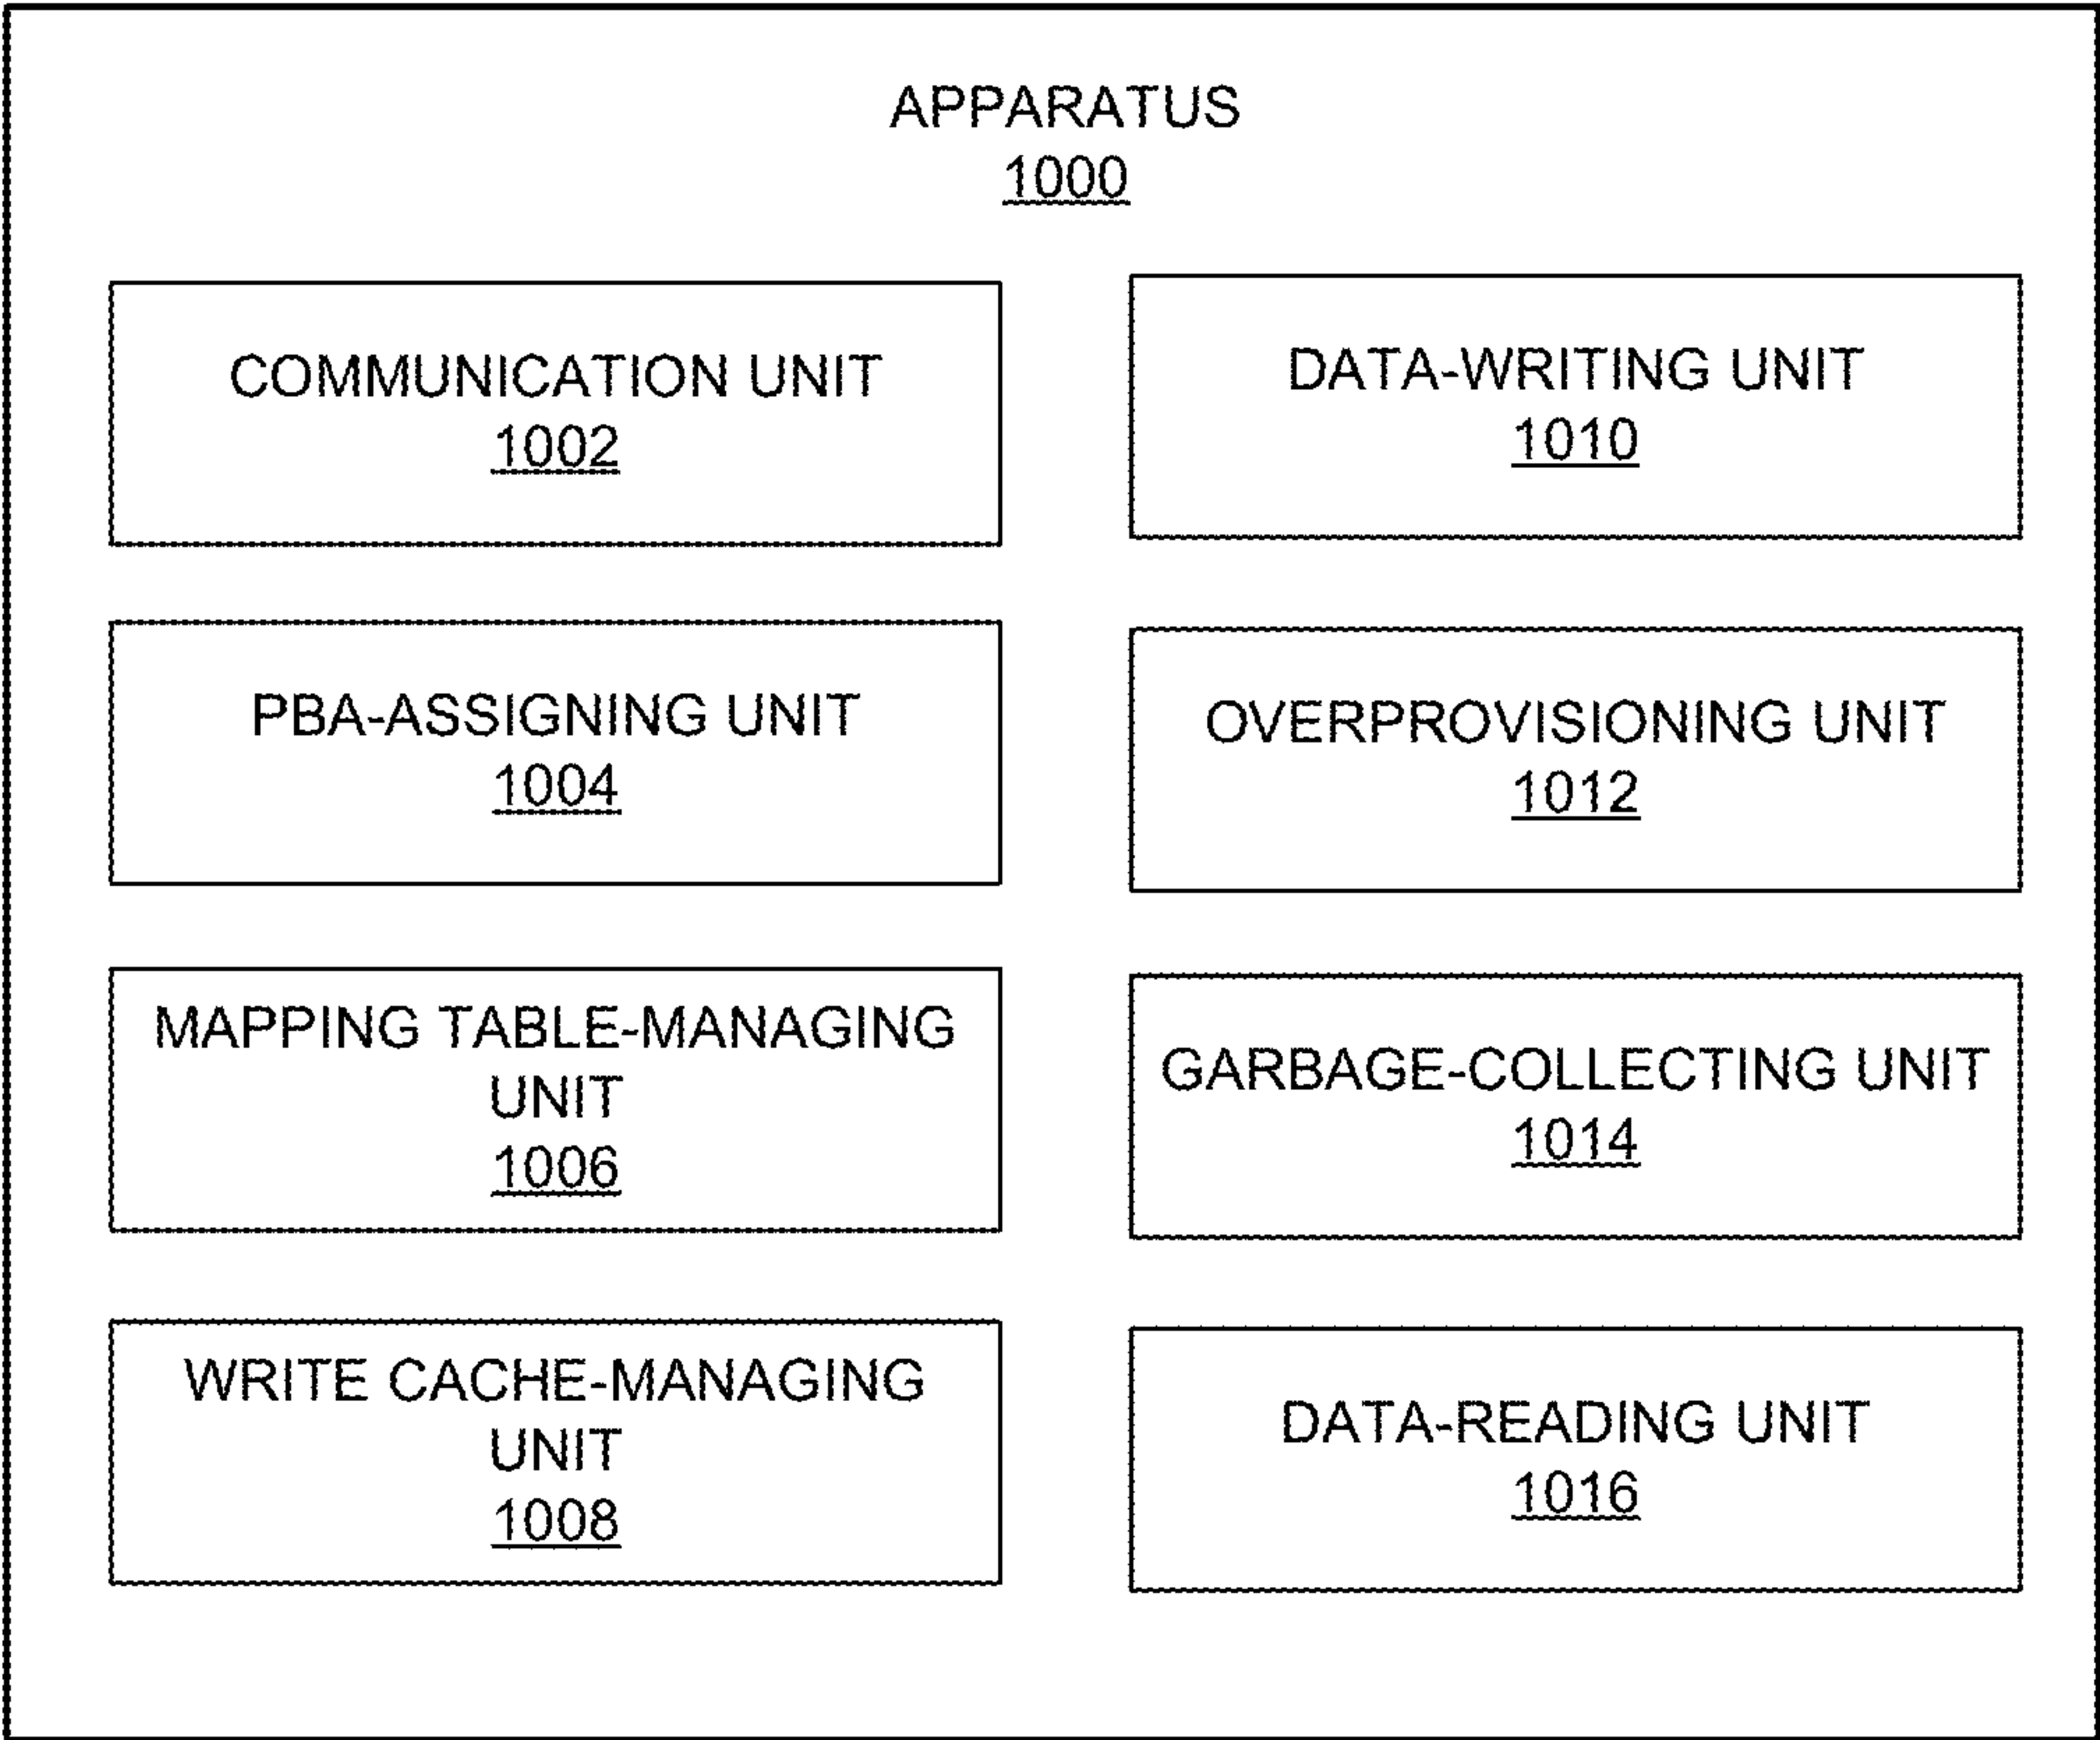 APPARATUS
1000
COMMUNICATION UNIT
1002
PBA-ASSIGNING UNIT
1004
MAPPING TABLE-MANAGING
UNIT
1006
WRITE CACHE-MANAGING
UNIT
1008
DATA-WRITING UNIT
1010
OVERPROVISIONING UNIT
1012
GARBAGE-COLLECTING UNIT
1014
DATA-READING UNIT
1016